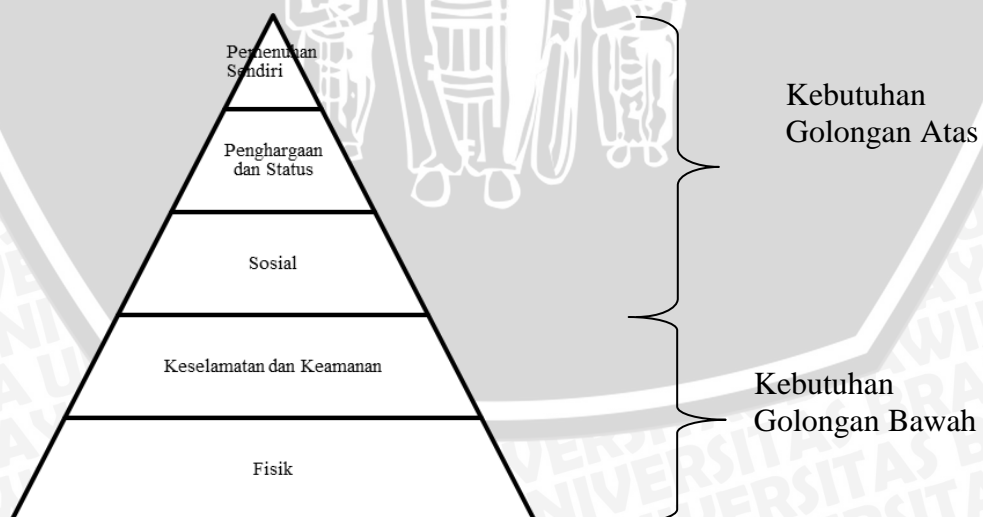 Pemenuhan
Sendiri
Penghargaan
dan Status
Sosial
Keselamatan dan Keamanan
Fisik
Kebutuhan
Golongan Atas
Kebutuhan
Golongan Bawah